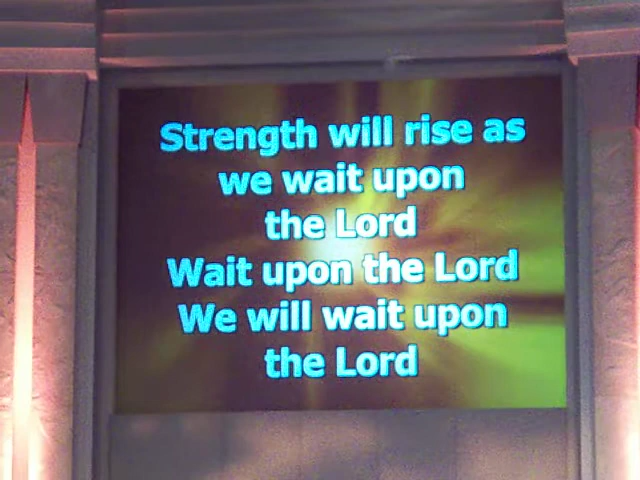 Strength will rise as
we wait upon
the Lord
Wait upon the Lord
We will wait upon
the Lord